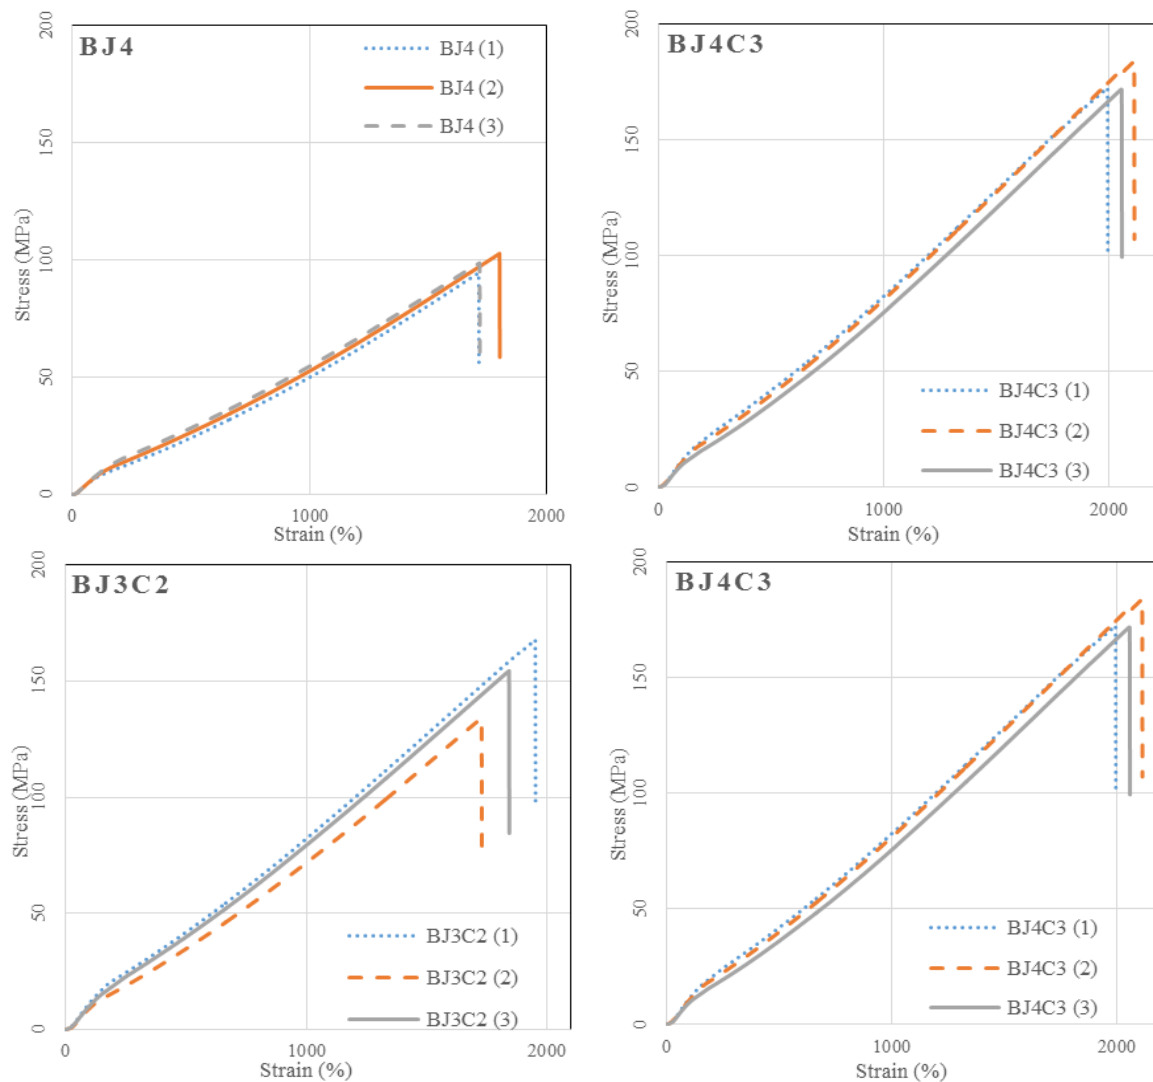 BJ4
BJ4 (1)
BJ4 (2)
BJ4 (3)
Stress (MPa)
0
50
100
150
200
0
1000
2000
Strain (%)
BJ4C3
BJ4C3 (1)
BJ4C3 (2)
BJ4C3 (3)
Stress (MPa)
0
50
100
150
200
0
1000
2000
Strain (%)
BJ3C2
BJ3C2 (1)
BJ3C2 (2)
BJ3C2 (3)
Stress (MPa)
0
50
100
150
200
0
1000
2000
Strain (%)
BJ4C3
BJ4C3 (1)
BJ4C3 (2)
BJ4C3 (3)
Stress (MPa)
0
50
100
150
200
0
1000
2000
Strain (%)